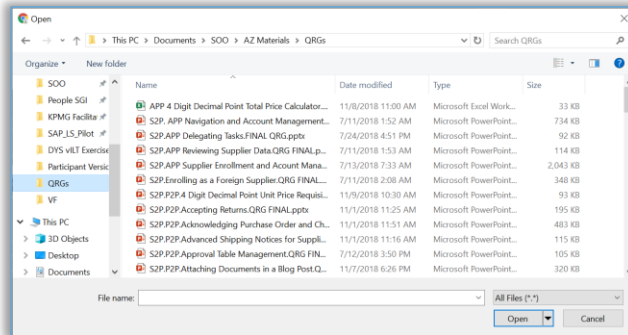 Open
This PC > Documents > SOO > AZ Materials > QRGs
Search QRGs
Organize
New folder
SOO
People SGI
KPMG Facilita
SAP_LS_Pilot
DYS vILT Exercise
Participant Versic
QRGs
VF
This PC
3D Objects
Desktop
Documents
Name Date modified Type Size
APP 4 Digit Decimal Point Total Price Calculator.... 11/8/2018 11:00 AM Microsoft Excel Work... 33 KB
S2P. APP Navigation and Account Management... 7/11/2018 1:52 AM Microsoft PowerPoint... 734 KB
S2P.APP Delegating Tasks.FINAL QRG.pptx 7/24/2018 4:51 PM Microsoft PowerPoint... 92 KB
S2P.APP Reviewing Supplier Data.QRG FINAL.p... 7/11/2018 1:53 AM Microsoft PowerPoint... 114 KB
S2P.APP Supplier Enrollment and Acount Mana... 7/13/2018 7:33 AM Microsoft PowerPoint... 2,043 KB
S2P.Enrolling as a Foreign Supplier.QRG FINAL.... 7/11/2018 2:08 AM Microsoft PowerPoint... 348 KB
S2P.P2P.4 Digit Decimal Point Unit Price Requisi... 11/9/2018 10:30 AM Microsoft PowerPoint... 93 KB
S2P.P2P.Accepting Returns.QRG FINAL.pptx 11/1/2018 11:25 AM Microsoft PowerPoint... 195 KB
S2P.P2P.Acknowledging Purchase Order and Ch... 11/1/2018 11:51 AM Microsoft PowerPoint... 483 KB
S2P.P2P.Advanced Shipping Notices for Suppli... 11/1/2018 11:16 AM Microsoft PowerPoint... 115 KB
S2P.P2P.Approval Table Management.QRG FIN... 7/12/2018 3:50 PM Microsoft PowerPoint... 105 KB
S2P.P2P.Attaching Documents in a Blog Post.Q... 11/7/2018 6:26 PM Microsoft PowerPoint... 320 KB
File name:
All Files (*.*)
Open
Cancel